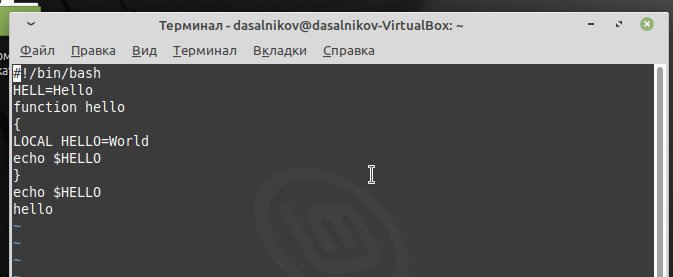 Терминал - dasalnikov@dasalnikov-VirtualBox: ~
Файл Правка Вид Терминал Вкладки Справка
#!/bin/bash
HELL=Hello
function hello
{
LOCAL HELLO=World
echo $HELLO
}
echo $HELLO
hello
~
~
~
~